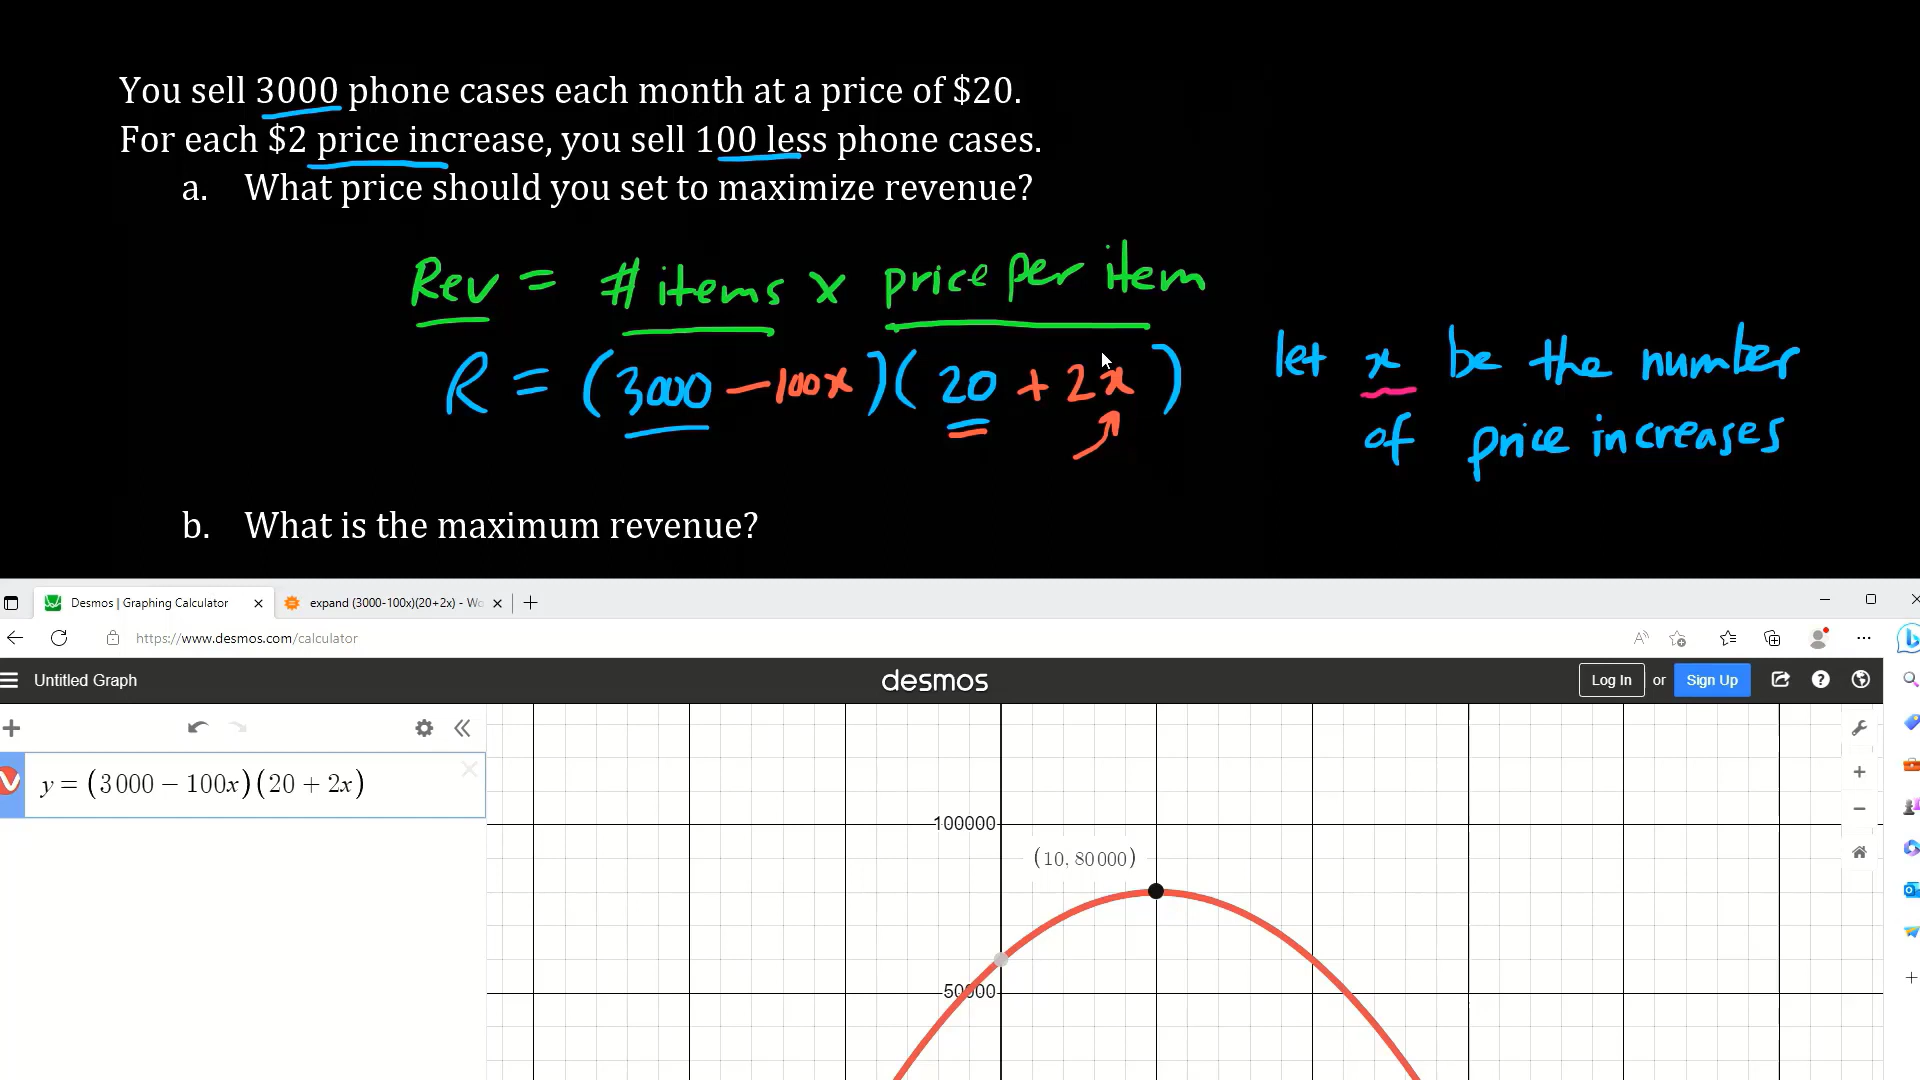 You sell 3000 phone cases each month at a price of $20.
For each $2 price increase, you sell 100 less phone cases.
a. What price should you set to maximize revenue?
Rev = # items x price per item
R = (3000 - 100x)(20 + 2x)
let x be the number
of price increases
b. What is the maximum revenue?
Desmos | Graphing Calculator
expand (3000-100x)(20+2x) - Wo
https://www.desmos.com/calculator
Untitled Graph
desmos
Log In or Sign Up
y = (3000 − 100x)(20 + 2x)
100000
(10, 80000)
50000